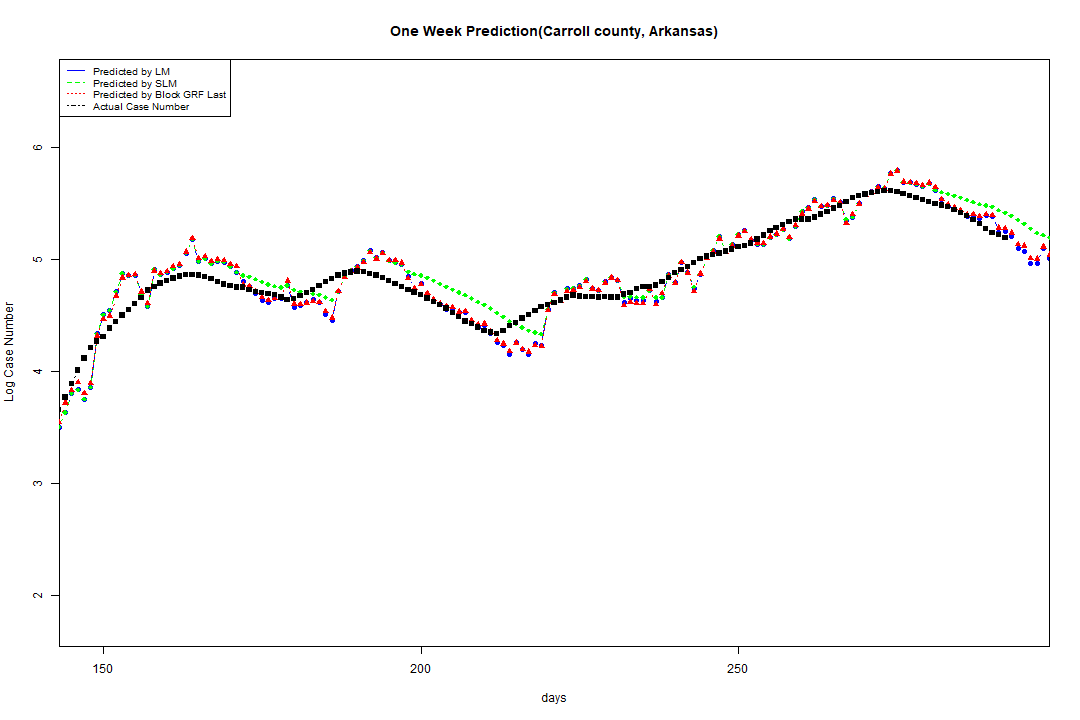 One Week Prediction(Carroll county, Arkansas)
Predicted by LM
Predicted by SLM
Predicted by Block GRF Last
Actual Case Number
6
5
4
3
2
Log Case Number
150
200
250
days